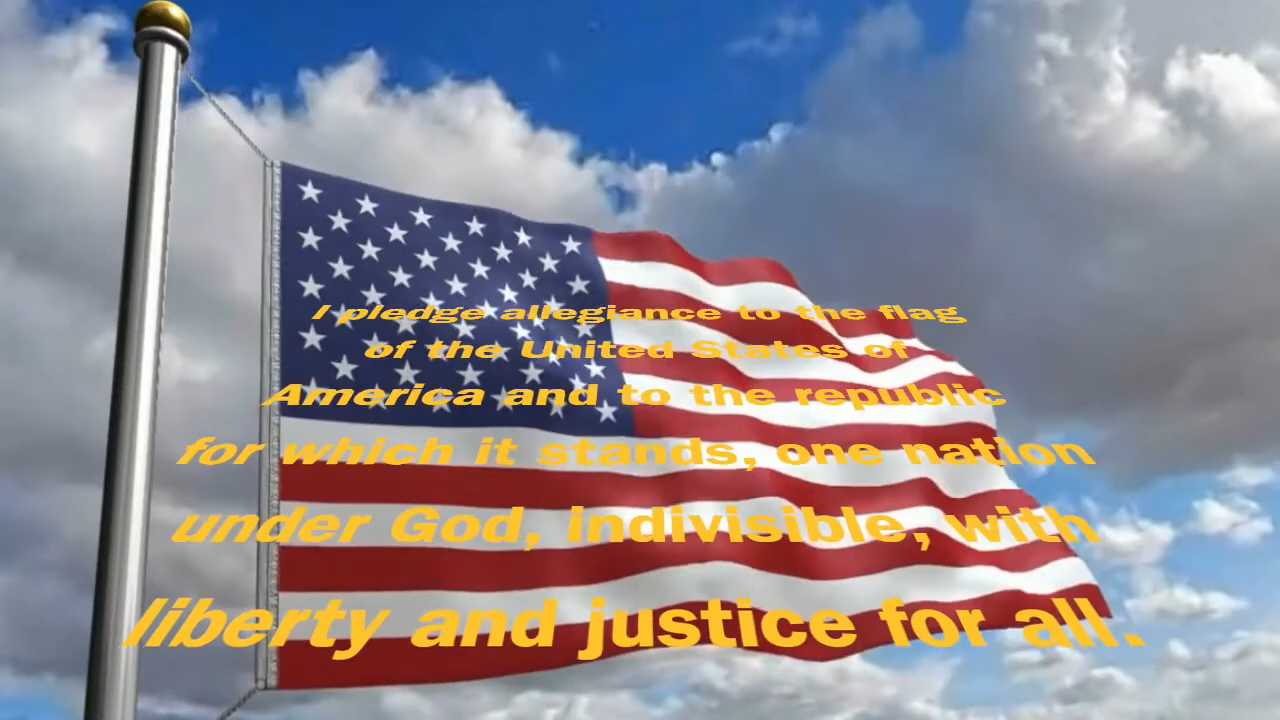 I pledge allegiance to the flag
of the United States of
America and to the republic
for which it stands, one nation
under God, indivisible, with
liberty and justice for all.